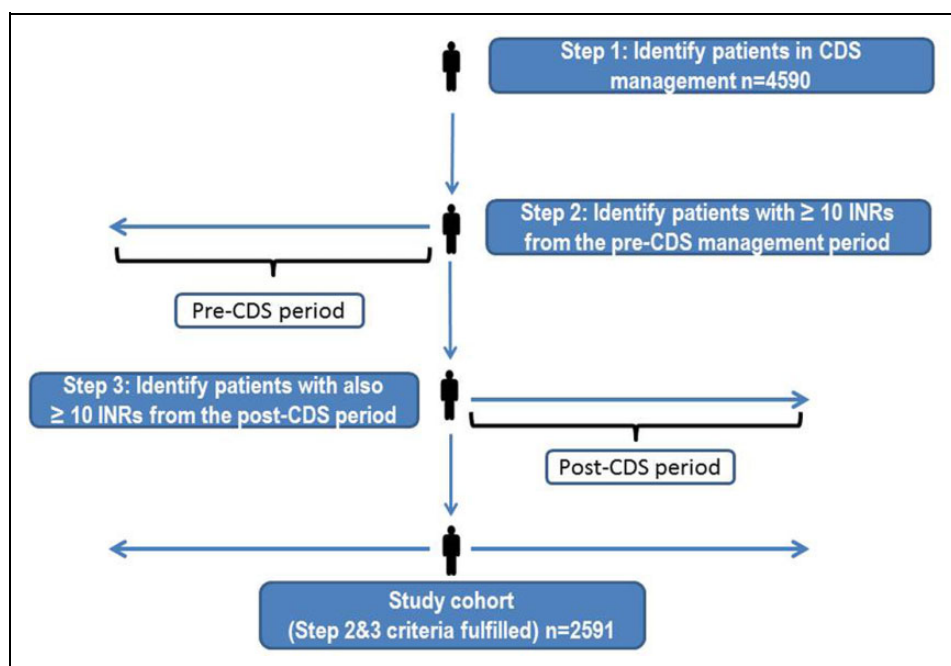 Step 1: Identify patients in CDS
management n=4590
Step 2: Identify patients with ≥ 10 INRs
from the pre-CDS management period
Pre-CDS period
Step 3: Identify patients with also
≥ 10 INRs from the post-CDS period
Post-CDS period
Study cohort
(Step 2&3 criteria fulfilled) n=2591